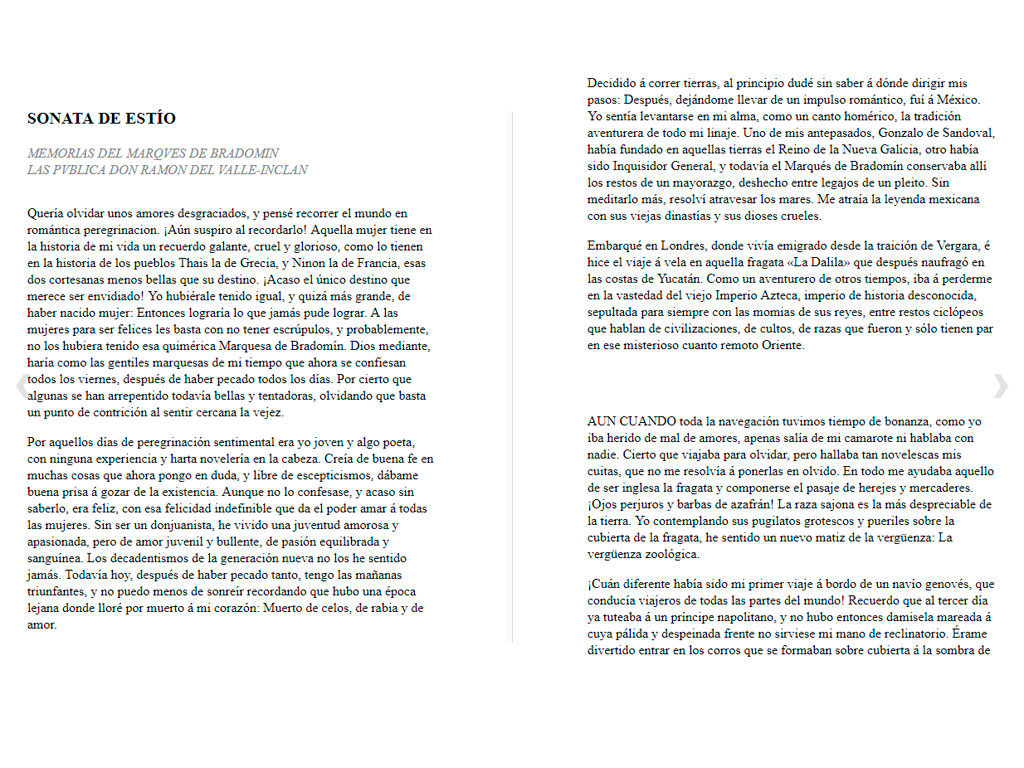 SONATA DE ESTÍO
MEMORIAS DEL MARQVES DE BRADOMIN
LAS PVBLICA DON RAMON DEL VALLE-INCLAN
Quería olvidar unos amores desgraciados, y pensé recorrer el mundo en
romántica peregrinacion. ¡Aún suspiro al recordarlo! Aquella mujer tiene en
la historia de mi vida un recuerdo galante, cruel y glorioso, como lo tienen
en la historia de los pueblos Thais la de Grecia, y Ninon la de Francia, esas
dos cortesanas menos bellas que su destino. ¡Acaso el único destino que
merece ser envidiado! Yo hubiérale tenido igual, y quizá más grande, de
haber nacido mujer: Entonces lograría lo que jamás pude lograr. A las
mujeres para ser felices les basta con no tener escrúpulos, y probablemente,
no los hubiera tenido esa quimérica Marquesa de Bradomín. Dios mediante,
haría como las gentiles marquesas de mi tiempo que ahora se confiesan
todos los viernes, después de haber pecado todos los días. Por cierto que
algunas se han arrepentido todavía bellas y tentadoras, olvidando que basta
un punto de contrición al sentir cercana la vejez.
Por aquellos días de peregrinación sentimental era yo joven y algo poeta,
con ninguna experiencia y harta novelería en la cabeza. Creía de buena fe en
muchas cosas que ahora pongo en duda, y libre de escepticismos, dábame
buena prisa á gozar de la existencia. Aunque no lo confesase, y acaso sin
saberlo, era feliz, con esa felicidad indefinible que da el poder amar á todas
las mujeres. Sin ser un donjuanista, he vivido una juventud amorosa y
apasionada, pero de amor juvenil y bullente, de pasión equilibrada y
sanguínea. Los decadentismos de la generación nueva no los he sentido
jamás. Todavía hoy, después de haber pecado tanto, tengo las mañanas
triunfantes, y no puedo menos de sonreír recordando que hubo una época
lejana donde lloré por muerto á mi corazón: Muerto de celos, de rabia y de
amor.
Decidido á correr tierras, al principio dudé sin saber á dónde dirigir mis
pasos: Después, dejándome llevar de un impulso romántico, fuí á México.
Yo sentía levantarse en mi alma, como un canto homérico, la tradición
aventurera de todo mi linaje. Uno de mis antepasados, Gonzalo de Sandoval,
había fundado en aquellas tierras el Reino de la Nueva Galicia, otro había
sido Inquisidor General, y todavía el Marqués de Bradomín conservaba allí
los restos de un mayorazgo, deshecho entre legajos de un pleito. Sin
meditarlo más, resolví atravesar los mares. Me atraía la leyenda mexicana
con sus viejas dinastías y sus dioses crueles.
Embarqué en Londres, donde vivía emigrado desde la traición de Vergara, é
hice el viaje á vela en aquella fragata «La Dalila» que después naufragó en
las costas de Yucatán. Como un aventurero de otros tiempos, iba á perderme
en la vastedad del viejo Imperio Azteca, imperio de historia desconocida,
sepultada para siempre con las momias de sus reyes, entre restos ciclópeos
que hablan de civilizaciones, de cultos, de razas que fueron y sólo tienen par
en ese misterioso cuanto remoto Oriente.
AUN CUANDO toda la navegación tuvimos tiempo de bonanza, como yo
iba herido de mal de amores, apenas salía de mi camarote ni hablaba con
nadie. Cierto que viajaba para olvidar, pero hallaba tan novelescas mis
cuitas, que no me resolvía á ponerlas en olvido. En todo me ayudaba aquello
de ser inglesa la fragata y componerse el pasaje de herejes y mercaderes.
¡Ojos perjuros y barbas de azafrán! La raza sajona es la más despreciable de
la tierra. Yo contemplando sus pugilatos grotescos y pueriles sobre la
cubierta de la fragata, he sentido un nuevo matiz de la vergüenza: La
vergüenza zoológica.
¡Cuán diferente había sido mi primer viaje á bordo de un navío genovés, que
conducía viajeros de todas las partes del mundo! Recuerdo que al tercer día
ya tuteaba á un príncipe napolitano, y no hubo entonces damisela mareada á
cuya pálida y despeinada frente no sirviese mi mano de reclinatorio. Érame
divertido entrar en los corros que se formaban sobre cubierta á la sombra de